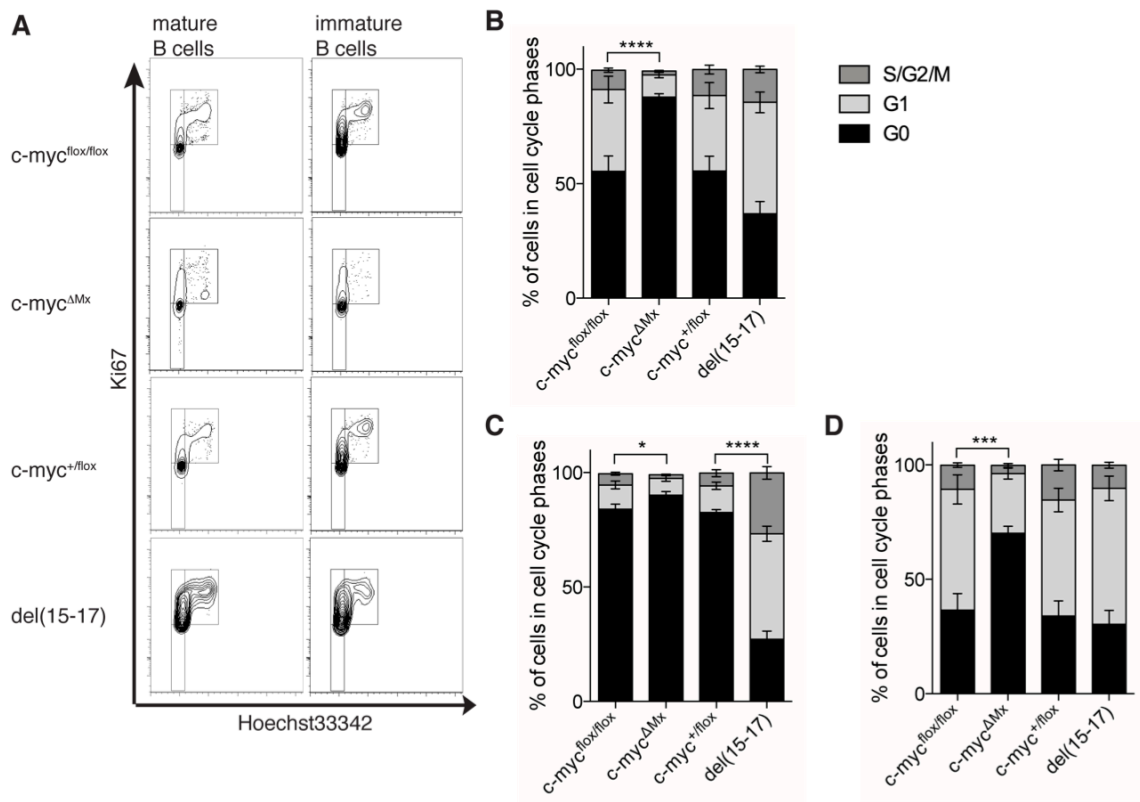 A
mature
B cells
immature
B cells
c-myc^flox/flox
c-myc^ΔMx
c-myc^+/flox
del(15-17)
Ki67
Hoechst33342
B
% of cells in cell cycle phases
100
50
0
****
c-myc^flox/flox
c-myc^ΔMx
c-myc^+/flox
del(15-17)
S/G2/M
G1
G0
C
% of cells in cell cycle phases
100
50
0
*
****
c-myc^flox/flox
c-myc^ΔMx
c-myc^+/flox
del(15-17)
D
% of cells in cell cycle phases
100
50
0
***
c-myc^flox/flox
c-myc^ΔMx
c-myc^+/flox
del(15-17)